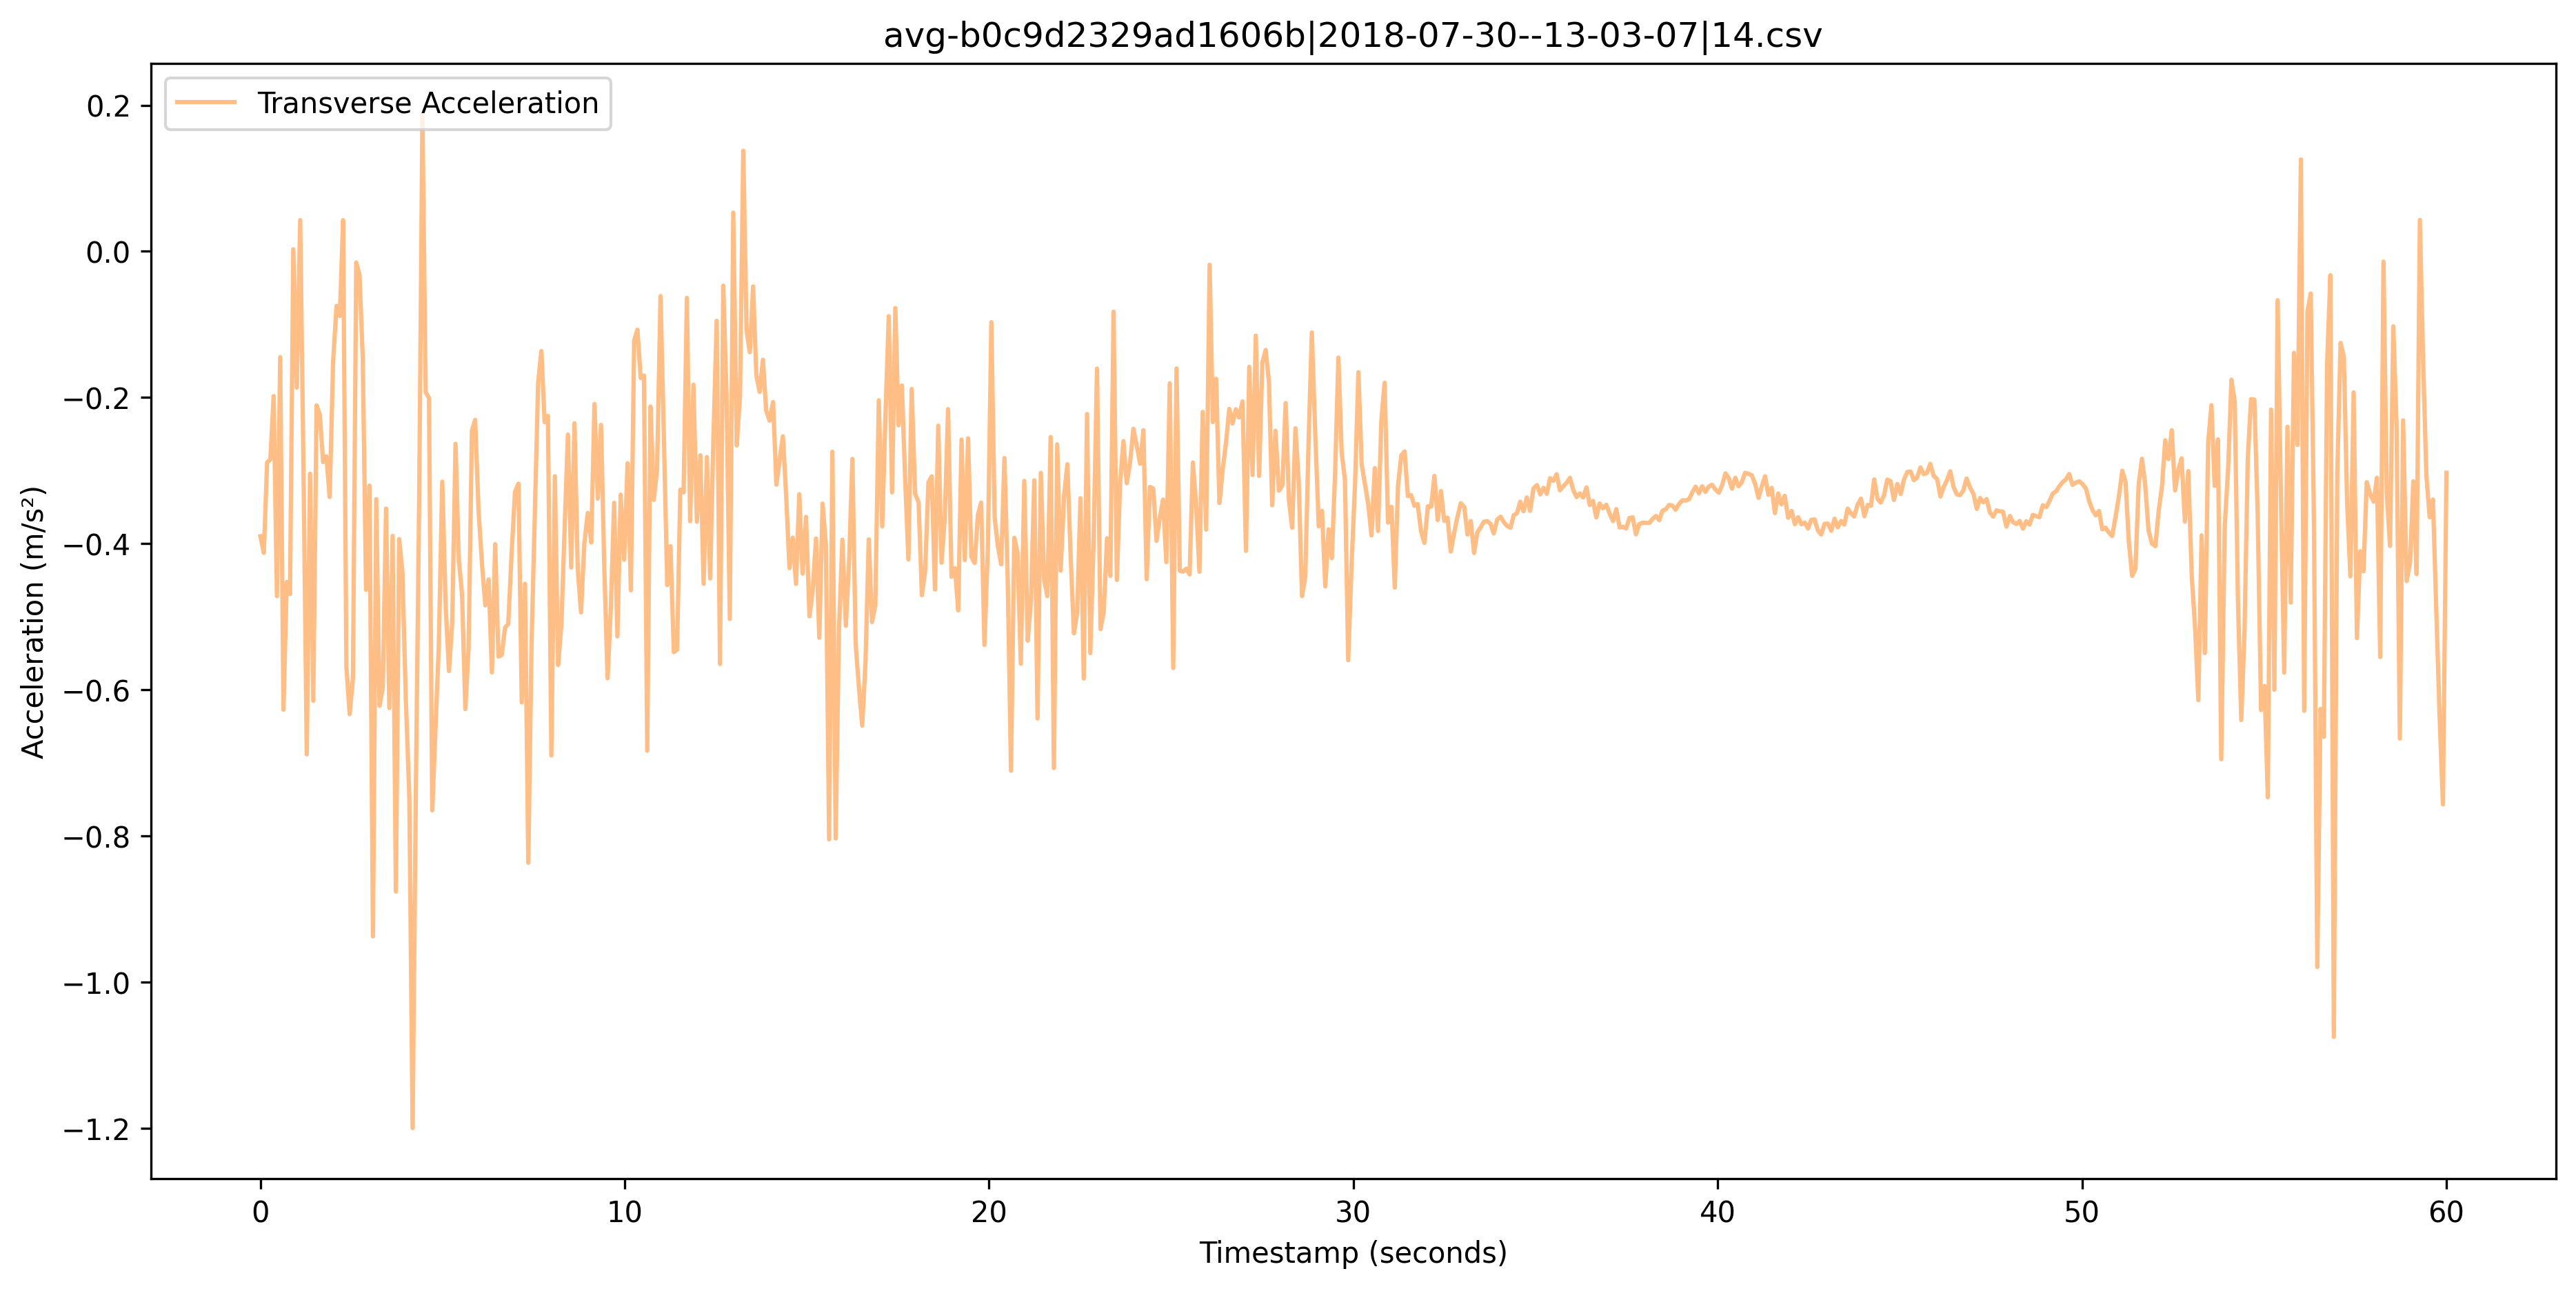 avg-b0c9d2329ad1606b|2018-07-30--13-03-07|14.csv
Transverse Acceleration
0.2
0.0
−0.2
−0.4
−0.6
−0.8
−1.0
−1.2
Acceleration (m/s²)
0 10 20 30 40 50 60
Timestamp (seconds)